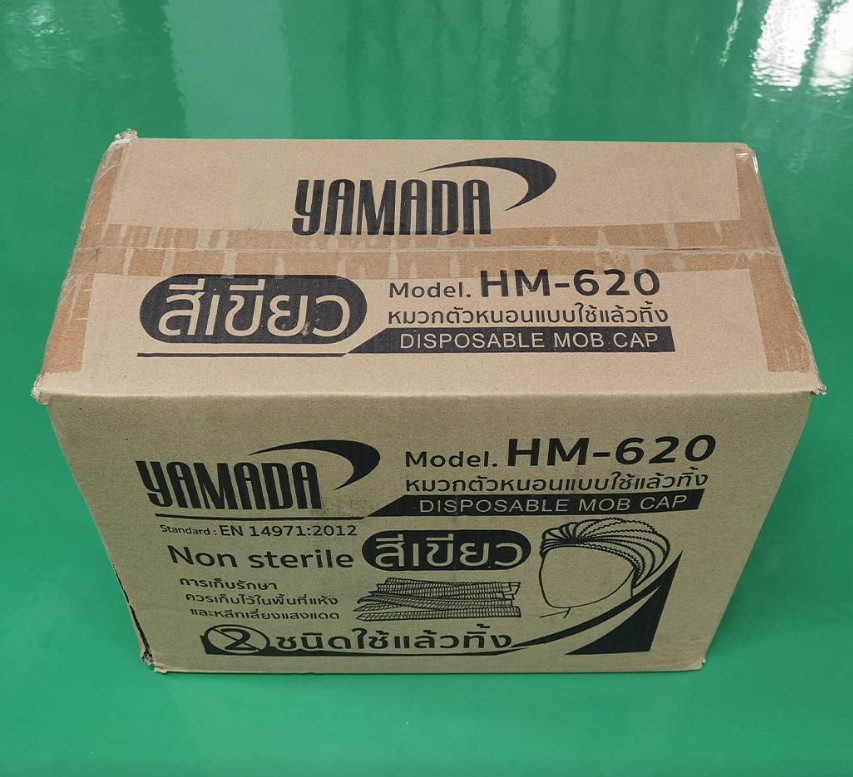 YAMADA
สีเขียว
Model. HM-620
หมวกตัวหนอนแบบใช้แล้วทิ้ง
DISPOSABLE MOB CAP
YAMADA
Model. HM-620
หมวกตัวหนอนแบบใช้แล้วทิ้ง
DISPOSABLE MOB CAP
Standard : EN 14971:2012
Non sterile สีเขียว
การเก็บรักษา
ควรเก็บไว้ในพื้นที่แห้ง
และหลีกเลี่ยงแสงแดด
2 ชนิดใช้แล้วทิ้ง